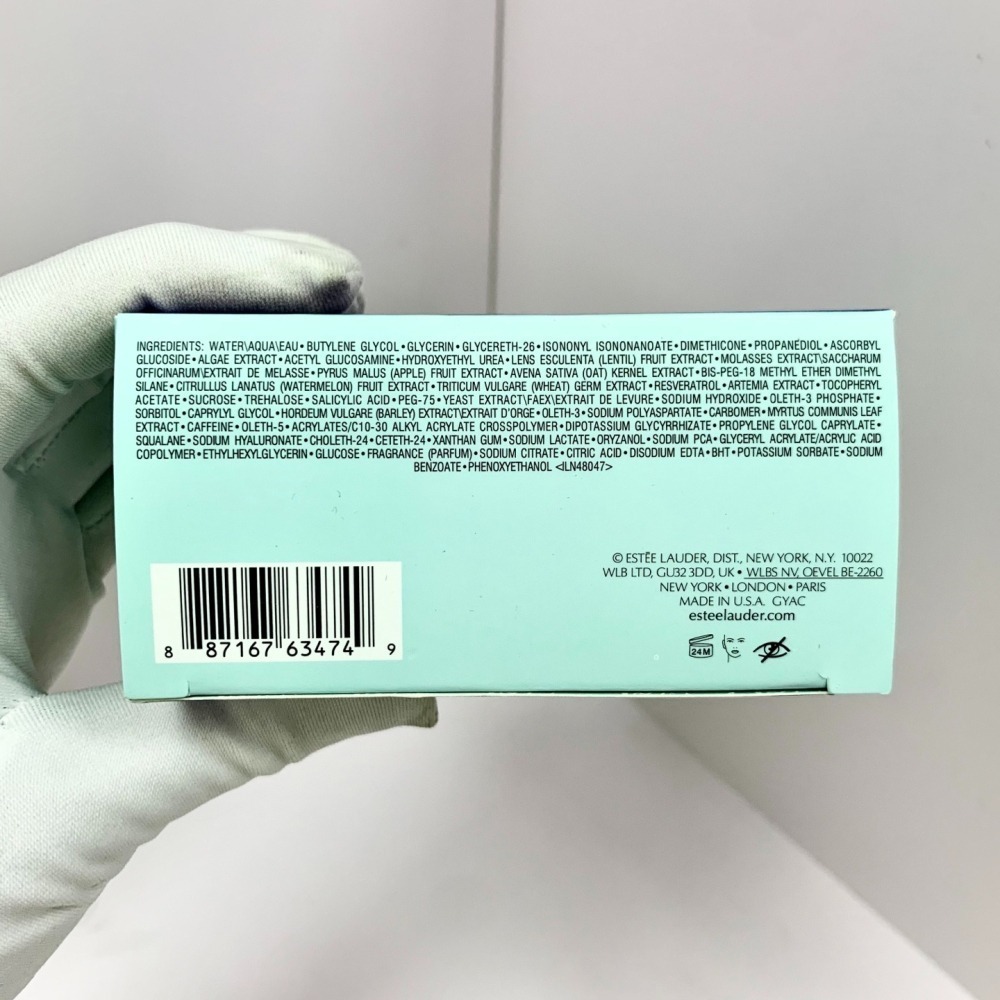 INGREDIENTS: WATER\AQUA\EAU • BUTYLENE GLYCOL • GLYCERIN • GLYCERETH-26 • ISONONYL ISONONANOATE • DIMETHICONE • PROPANEDIOL • ASCORBYL
GLUCOSIDE • ALGAE EXTRACT • ACETYL GLUCOSAMINE • HYDROXYETHYL UREA • LENS ESCULENTA (LENTIL) FRUIT EXTRACT • MOLASSES EXTRACT\SACCHARUM
OFFICINARUM\EXTRAIT DE MELASSE • PYRUS MALUS (APPLE) FRUIT EXTRACT • AVENA SATIVA (OAT) KERNEL EXTRACT • BIS-PEG-18 METHYL ETHER DIMETHYL
SILANE • CITRULLUS LANATUS (WATERMELON) FRUIT EXTRACT • TRITICUM VULGARE (WHEAT) GERM EXTRACT • RESVERATROL • ARTEMIA EXTRACT • TOCOPHERYL
ACETATE • SUCROSE • TREHALOSE • SALICYLIC ACID • PEG-75 • YEAST EXTRACT\FAEX\EXTRAIT DE LEVURE • SODIUM HYDROXIDE • OLETH-3 PHOSPHATE •
SORBITOL • CAPRYLYL GLYCOL • HORDEUM VULGARE (BARLEY) EXTRACT\EXTRAIT D'ORGE • OLETH-3 • SODIUM POLYASPARTATE • CARBOMER • MYRTUS COMMUNIS LEAF
EXTRACT • CAFFEINE • OLETH-5 • ACRYLATES/C10-30 ALKYL ACRYLATE CROSSPOLYMER • DIPOTASSIUM GLYCYRRHIZATE • PROPYLENE GLYCOL CAPRYLATE •
SQUALANE • SODIUM HYALURONATE • CHOLETH-24 • CETETH-24 • XANTHAN GUM • SODIUM LACTATE • ORYZANOL • SODIUM PCA • GLYCERYL ACRYLATE/ACRYLIC ACID
COPOLYMER • ETHYLHEXYLGLYCERIN • GLUCOSE • FRAGRANCE (PARFUM) • SODIUM CITRATE • CITRIC ACID • DISODIUM EDTA • BHT • POTASSIUM SORBATE • SODIUM
BENZOATE • PHENOXYETHANOL <ILN48047>
© ESTĒE LAUDER, DIST., NEW YORK, N.Y. 10022
WLB LTD, GU32 3DD, UK • WLBS NV, OEVEL BE-2260
NEW YORK • LONDON • PARIS
MADE IN U.S.A. GYAC
esteelauder.com
24M
8 87167 63474 9